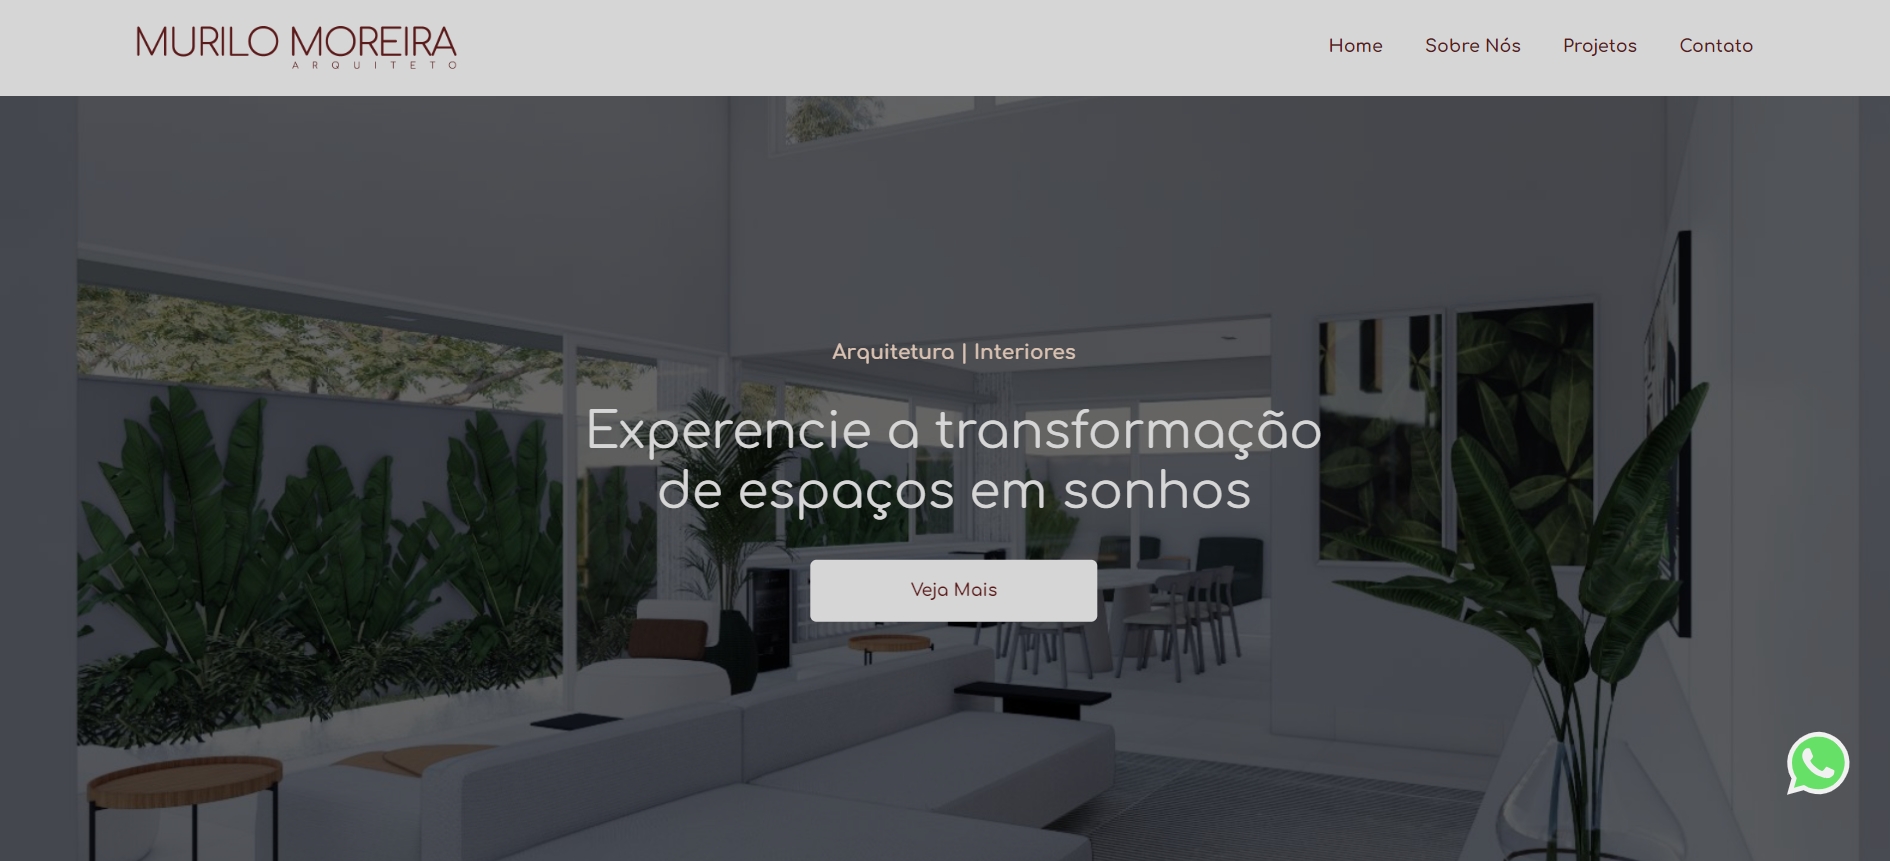 MURILO MOREIRA
ARQUITETO
Home Sobre Nós Projetos Contato
Arquitetura | Interiores
Experencie a transformação
de espaços em sonhos
Veja Mais